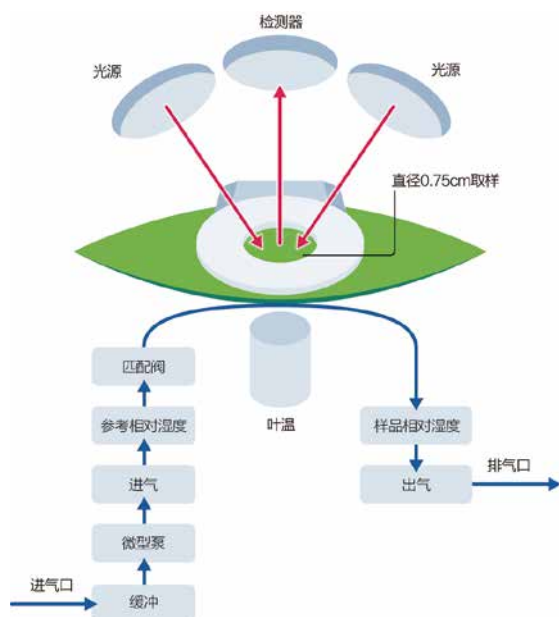 检测器
光源
光源
直径0.75cm取样
匹配阀
参考相对湿度
叶温
样品相对湿度
进气
出气
排气口
微型泵
进气口
缓冲